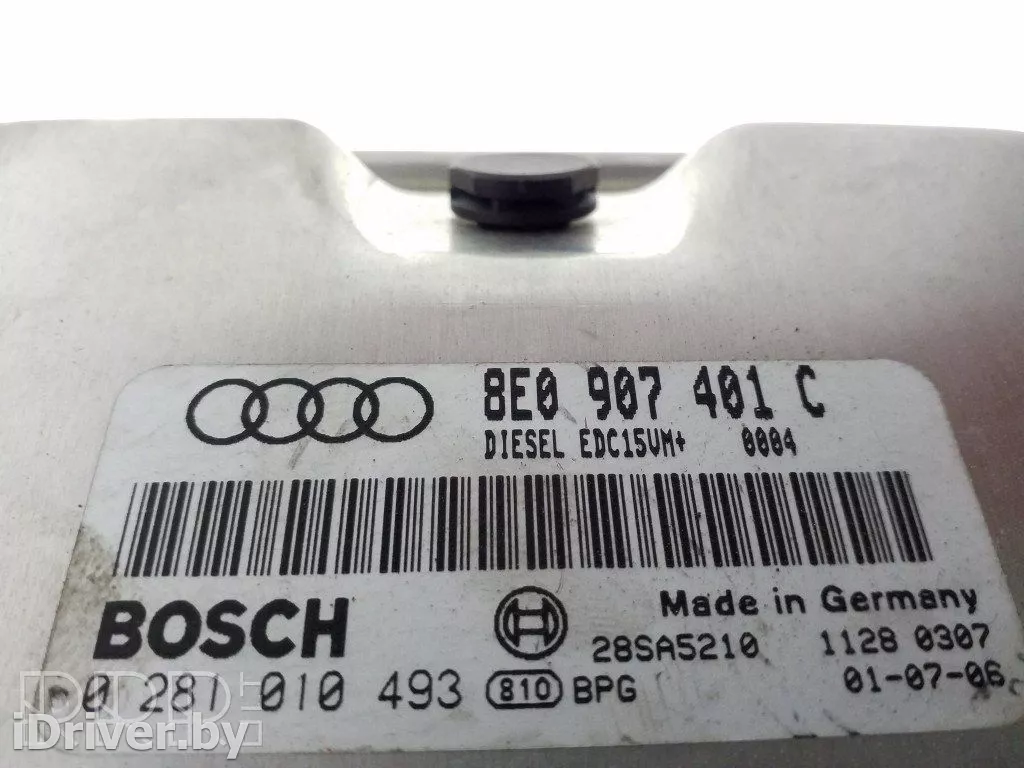 8E0 907 401 C
DIESEL EDC15VM+ 0004
BOSCH
Made in Germany
28SA5210 1128 0307
0 281 010 493 810 BPG 01-07-06
iDriver.by